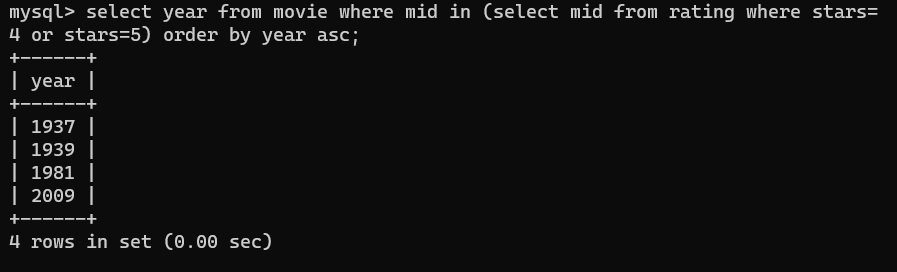 mysql> select year from movie where mid in (select mid from rating where stars=
4 or stars=5) order by year asc;
+------+
| year |
+------+
| 1937 |
| 1939 |
| 1981 |
| 2009 |
+------+
4 rows in set (0.00 sec)